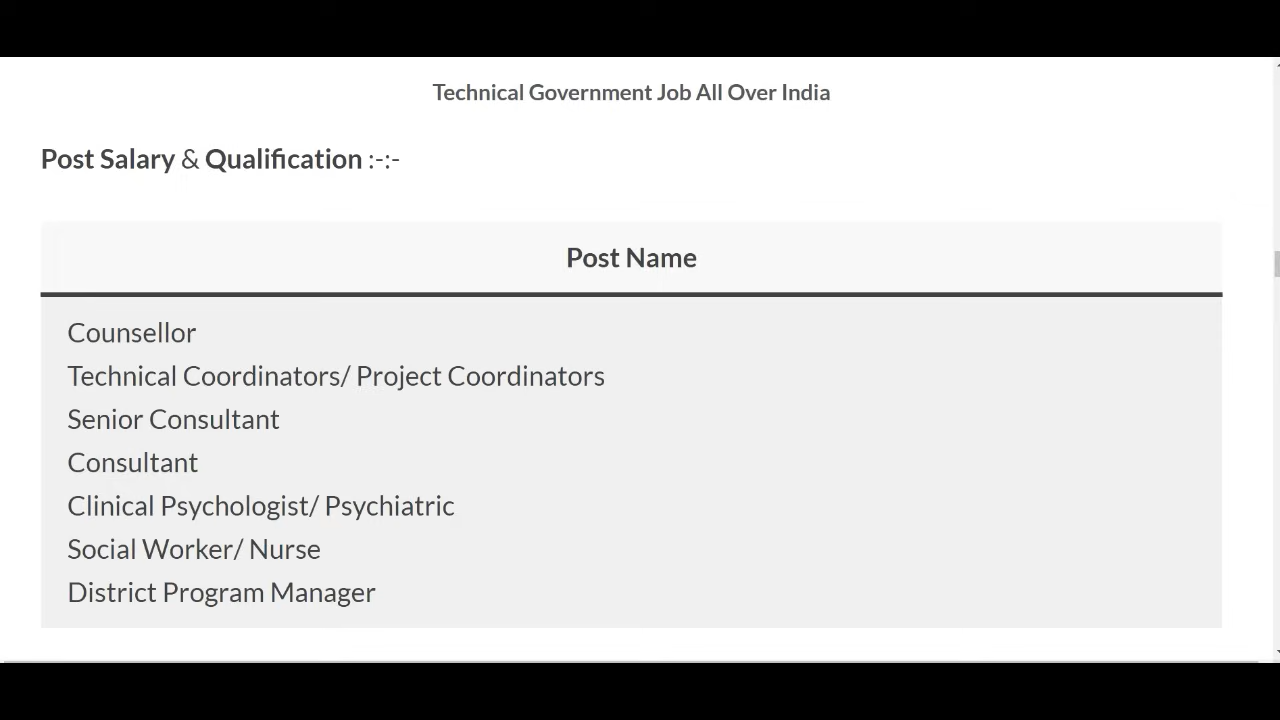 Technical Government Job All Over India
Post Salary & Qualification :-:-
Post Name
Counsellor
Technical Coordinators/ Project Coordinators
Senior Consultant
Consultant
Clinical Psychologist/ Psychiatric
Social Worker/ Nurse
District Program Manager